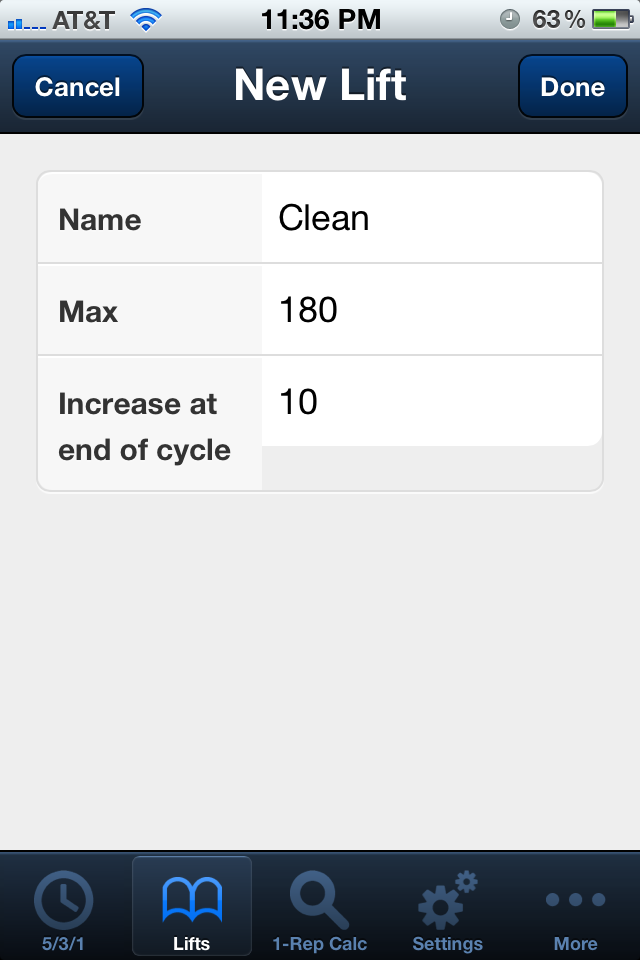 AT&T 11:36 PM 63%
Cancel New Lift Done
Name Clean
Max 180
Increase at 10
end of cycle
5/3/1 Lifts 1-Rep Calc Settings More